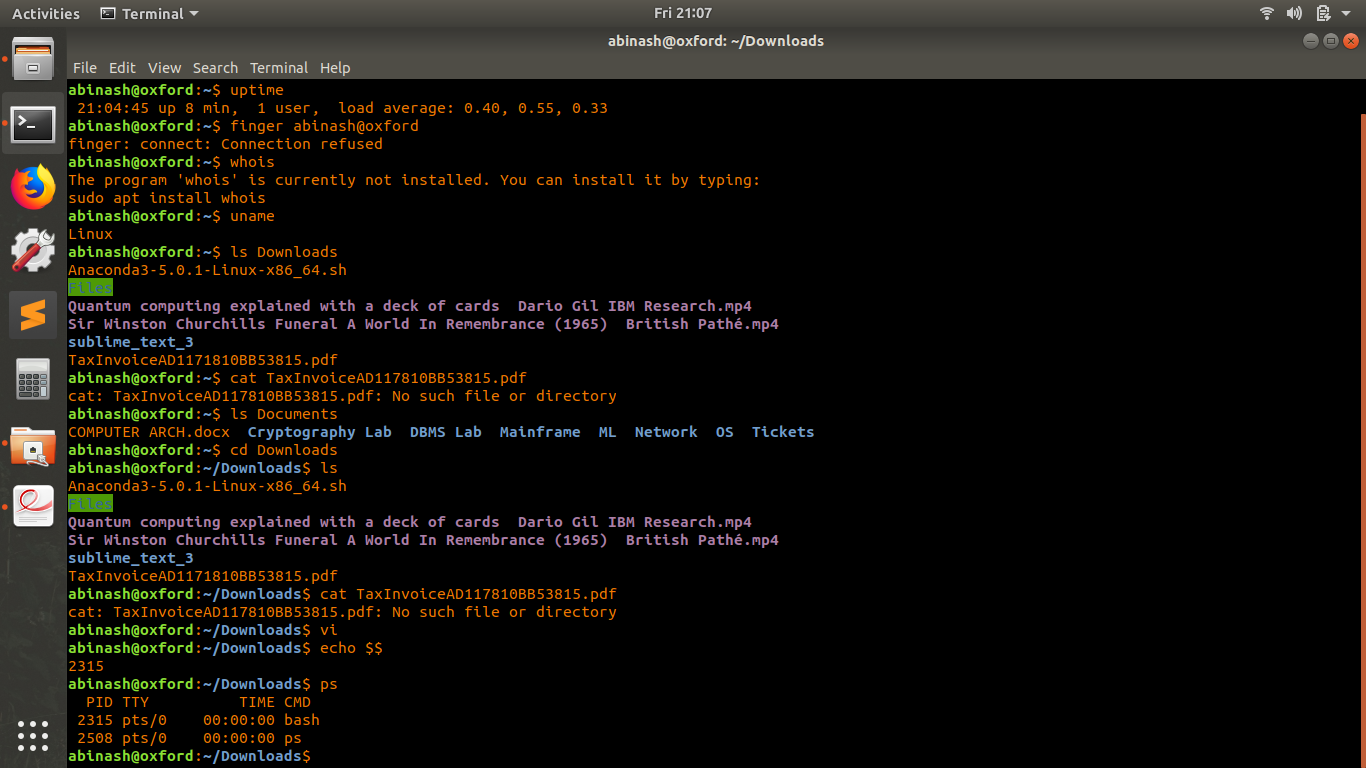 Activities Terminal Fri 21:07
abinash@oxford: ~/Downloads
File Edit View Search Terminal Help
abinash@oxford:~$ uptime
 21:04:45 up 8 min,  1 user,  load average: 0.40, 0.55, 0.33
abinash@oxford:~$ finger abinash@oxford
finger: connect: Connection refused
abinash@oxford:~$ whois
The program 'whois' is currently not installed. You can install it by typing:
sudo apt install whois
abinash@oxford:~$ uname
Linux
abinash@oxford:~$ ls Downloads
Anaconda3-5.0.1-Linux-x86_64.sh
Files
Quantum computing explained with a deck of cards  Dario Gil IBM Research.mp4
Sir Winston Churchills Funeral A World In Remembrance (1965)  British Pathé.mp4
sublime_text_3
TaxInvoiceAD1171810BB53815.pdf
abinash@oxford:~$ cat TaxInvoiceAD117810BB53815.pdf
cat: TaxInvoiceAD117810BB53815.pdf: No such file or directory
abinash@oxford:~$ ls Documents
COMPUTER ARCH.docx  Cryptography Lab  DBMS Lab  Mainframe  ML  Network  OS  Tickets
abinash@oxford:~$ cd Downloads
abinash@oxford:~/Downloads$ ls
Anaconda3-5.0.1-Linux-x86_64.sh
Files
Quantum computing explained with a deck of cards  Dario Gil IBM Research.mp4
Sir Winston Churchills Funeral A World In Remembrance (1965)  British Pathé.mp4
sublime_text_3
TaxInvoiceAD1171810BB53815.pdf
abinash@oxford:~/Downloads$ cat TaxInvoiceAD117810BB53815.pdf
cat: TaxInvoiceAD117810BB53815.pdf: No such file or directory
abinash@oxford:~/Downloads$ vi
abinash@oxford:~/Downloads$ echo $$
2315
abinash@oxford:~/Downloads$ ps
  PID TTY          TIME CMD
 2315 pts/0    00:00:00 bash
 2508 pts/0    00:00:00 ps
abinash@oxford:~/Downloads$